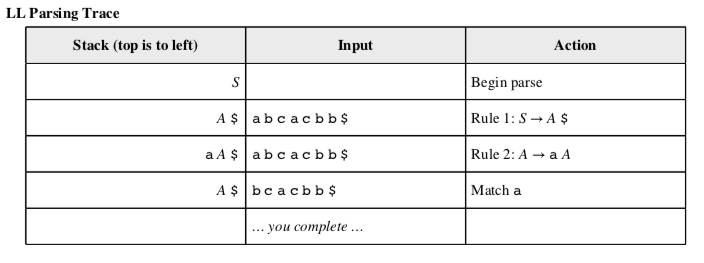 LL Parsing Trace
Stack (top is to left) Input Action
S Begin parse
A $ a b c a c b b $ Rule 1: S → A $
a A $ a b c a c b b $ Rule 2: A → a A
A $ b c a c b b $ Match a
... you complete ...